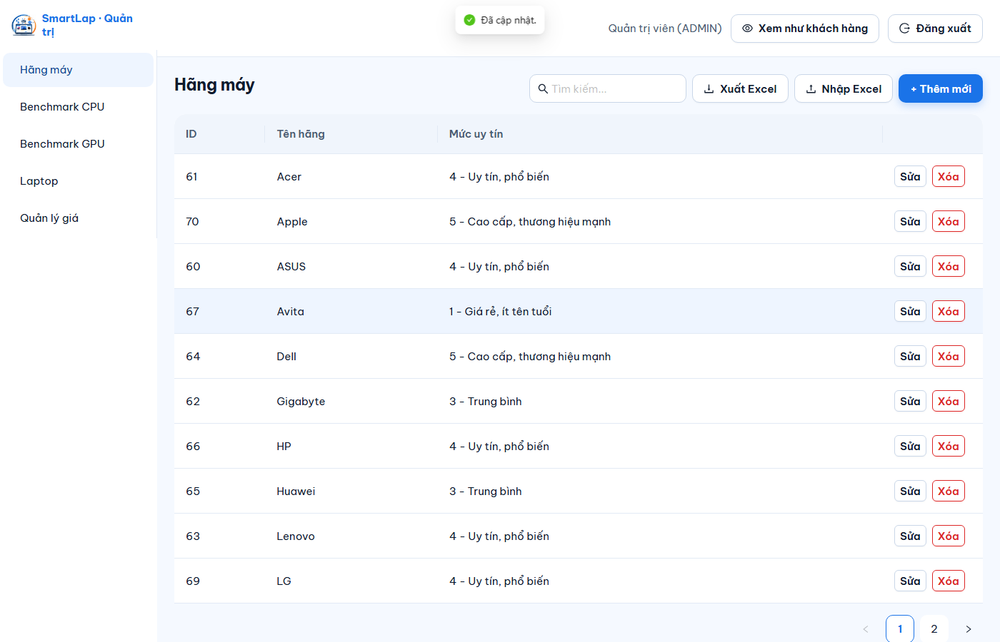 SmartLap · Quản trị
Đã cập nhật.
Quản trị viên (ADMIN)
Xem như khách hàng
Đăng xuất
Hãng máy
Benchmark CPU
Benchmark GPU
Laptop
Quản lý giá
Hãng máy
Tìm kiếm...
Xuất Excel
Nhập Excel
+ Thêm mới
ID Tên hãng Mức uy tín
61 Acer 4 - Uy tín, phổ biến Sửa Xóa
70 Apple 5 - Cao cấp, thương hiệu mạnh Sửa Xóa
60 ASUS 4 - Uy tín, phổ biến Sửa Xóa
67 Avita 1 - Giá rẻ, ít tên tuổi Sửa Xóa
64 Dell 5 - Cao cấp, thương hiệu mạnh Sửa Xóa
62 Gigabyte 3 - Trung bình Sửa Xóa
66 HP 4 - Uy tín, phổ biến Sửa Xóa
65 Huawei 3 - Trung bình Sửa Xóa
63 Lenovo 4 - Uy tín, phổ biến Sửa Xóa
69 LG 4 - Uy tín, phổ biến Sửa Xóa
< 1 2 >